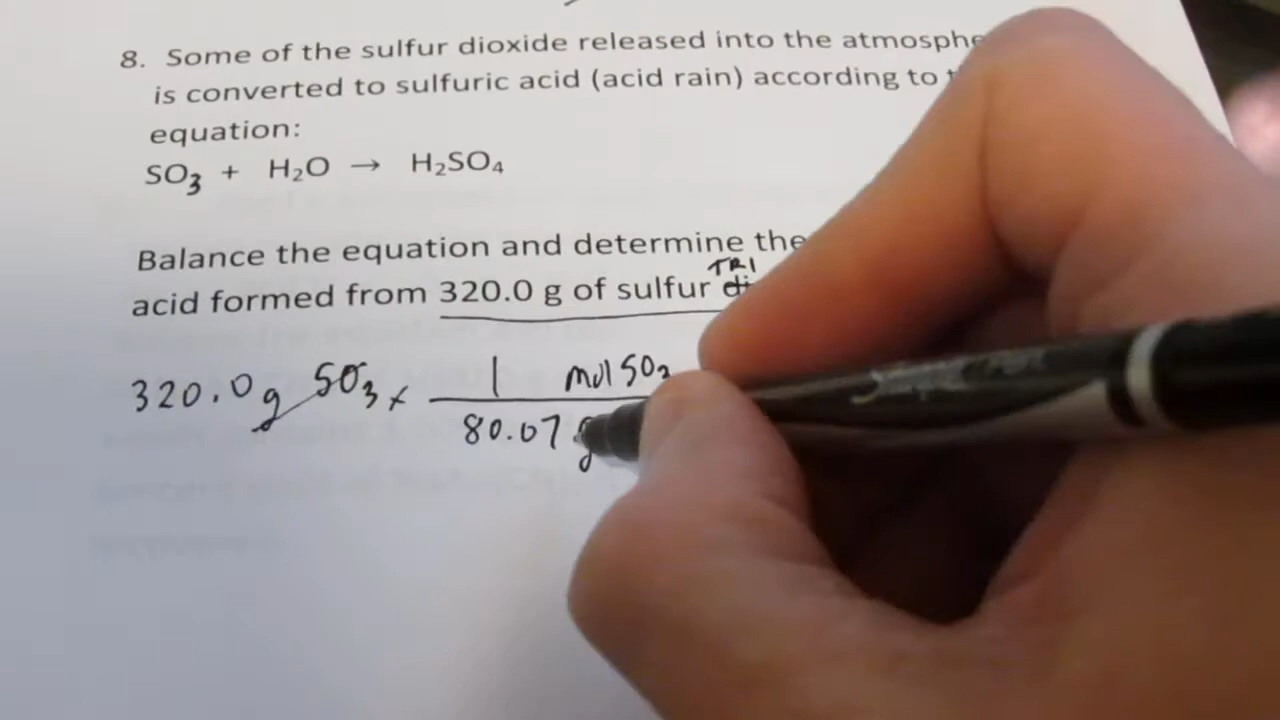 8. Some of the sulfur dioxide released into the
is converted to sulfuric acid (acid rain) according to
equation:
SO3 + H₂O → H₂SO₄
Balance the equation and determine the
TRI
acid formed from 320.0 g of sulfur
320.0g SO3 x 1 mol SO3
80.07 g